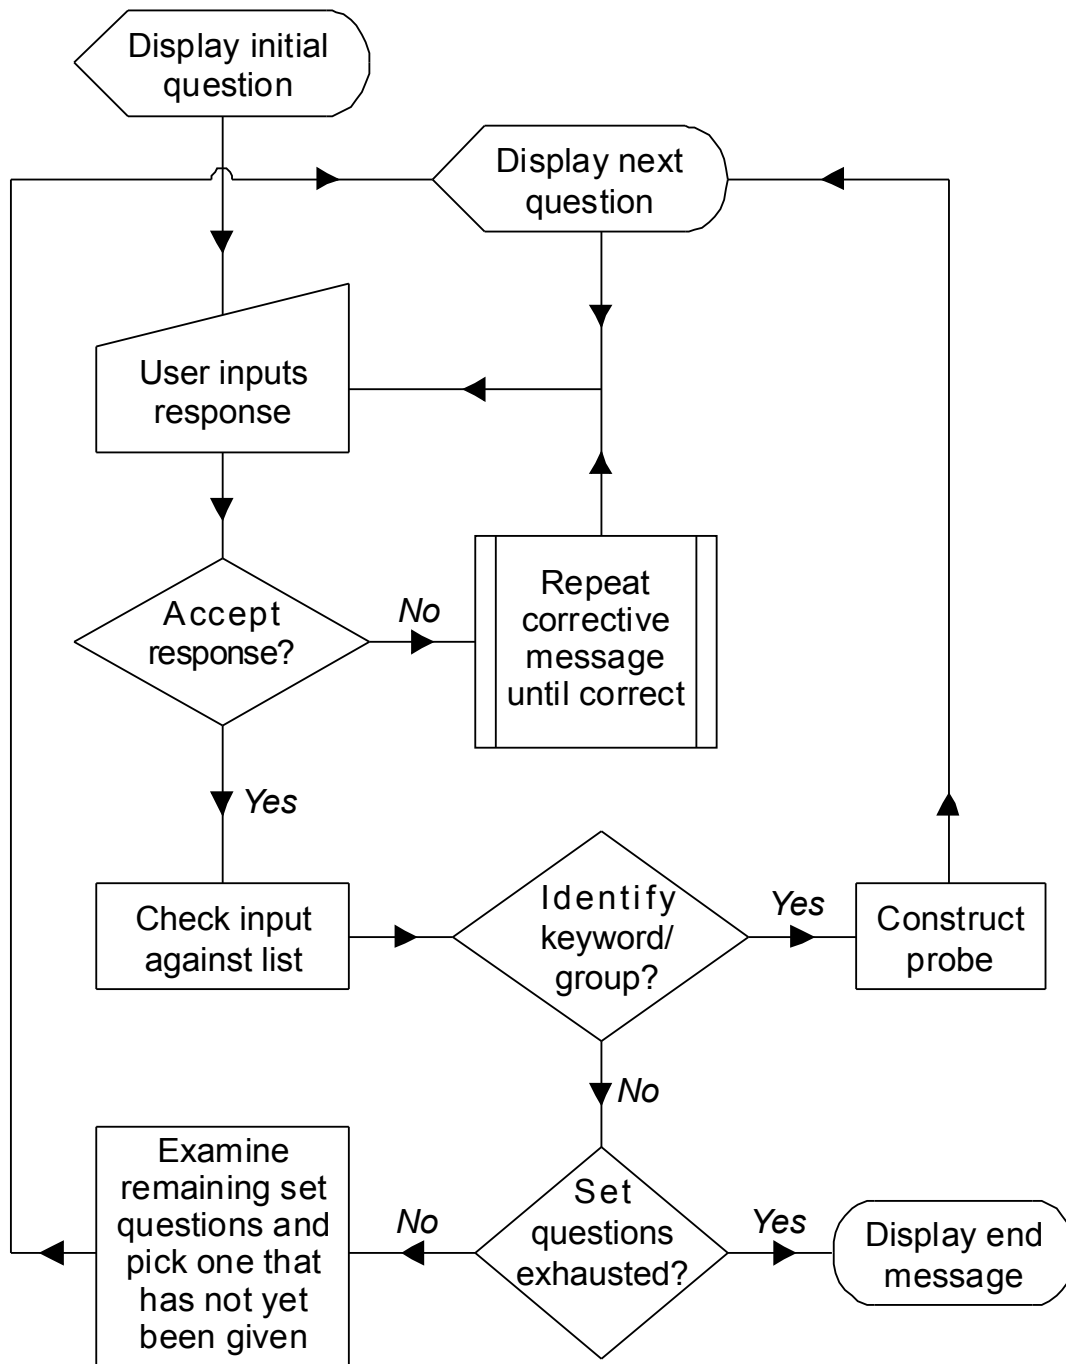 Display initial
question
Display next
question
User inputs
response
Accept
response?
No
Repeat
corrective
message
until correct
Yes
Check input
against list
Identify
keyword/
group?
Yes
Construct
probe
No
Examine
remaining set
questions and
pick one that
has not yet
been given
No
Set
questions
exhausted?
Yes
Display end
message